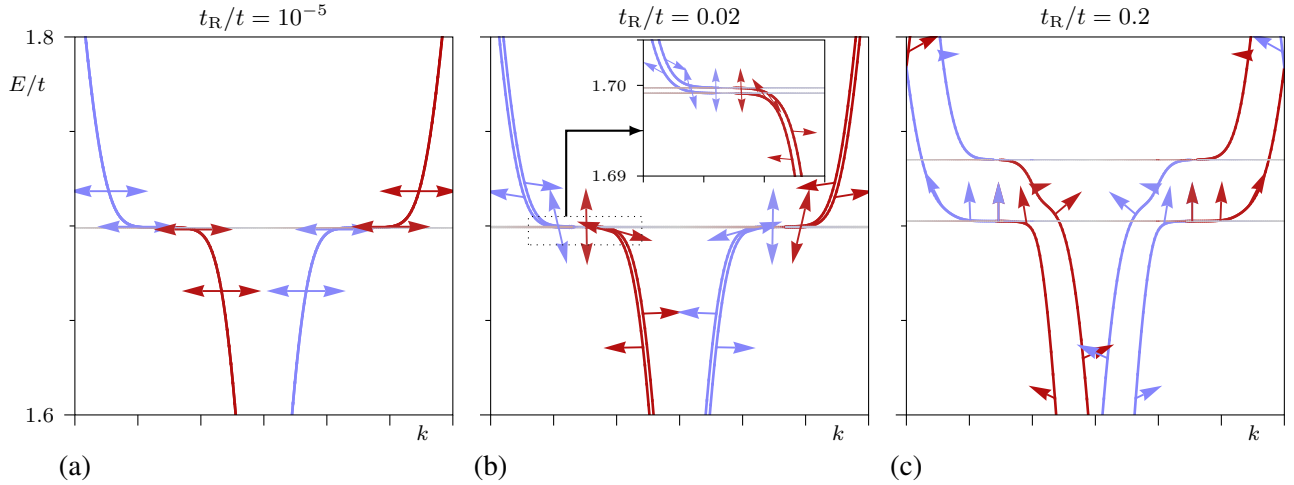 t_R/t = 10^{-5}
t_R/t = 0.02
t_R/t = 0.2
1.8
E/t
1.6
1.70
1.69
k
k
k
(a)
(b)
(c)